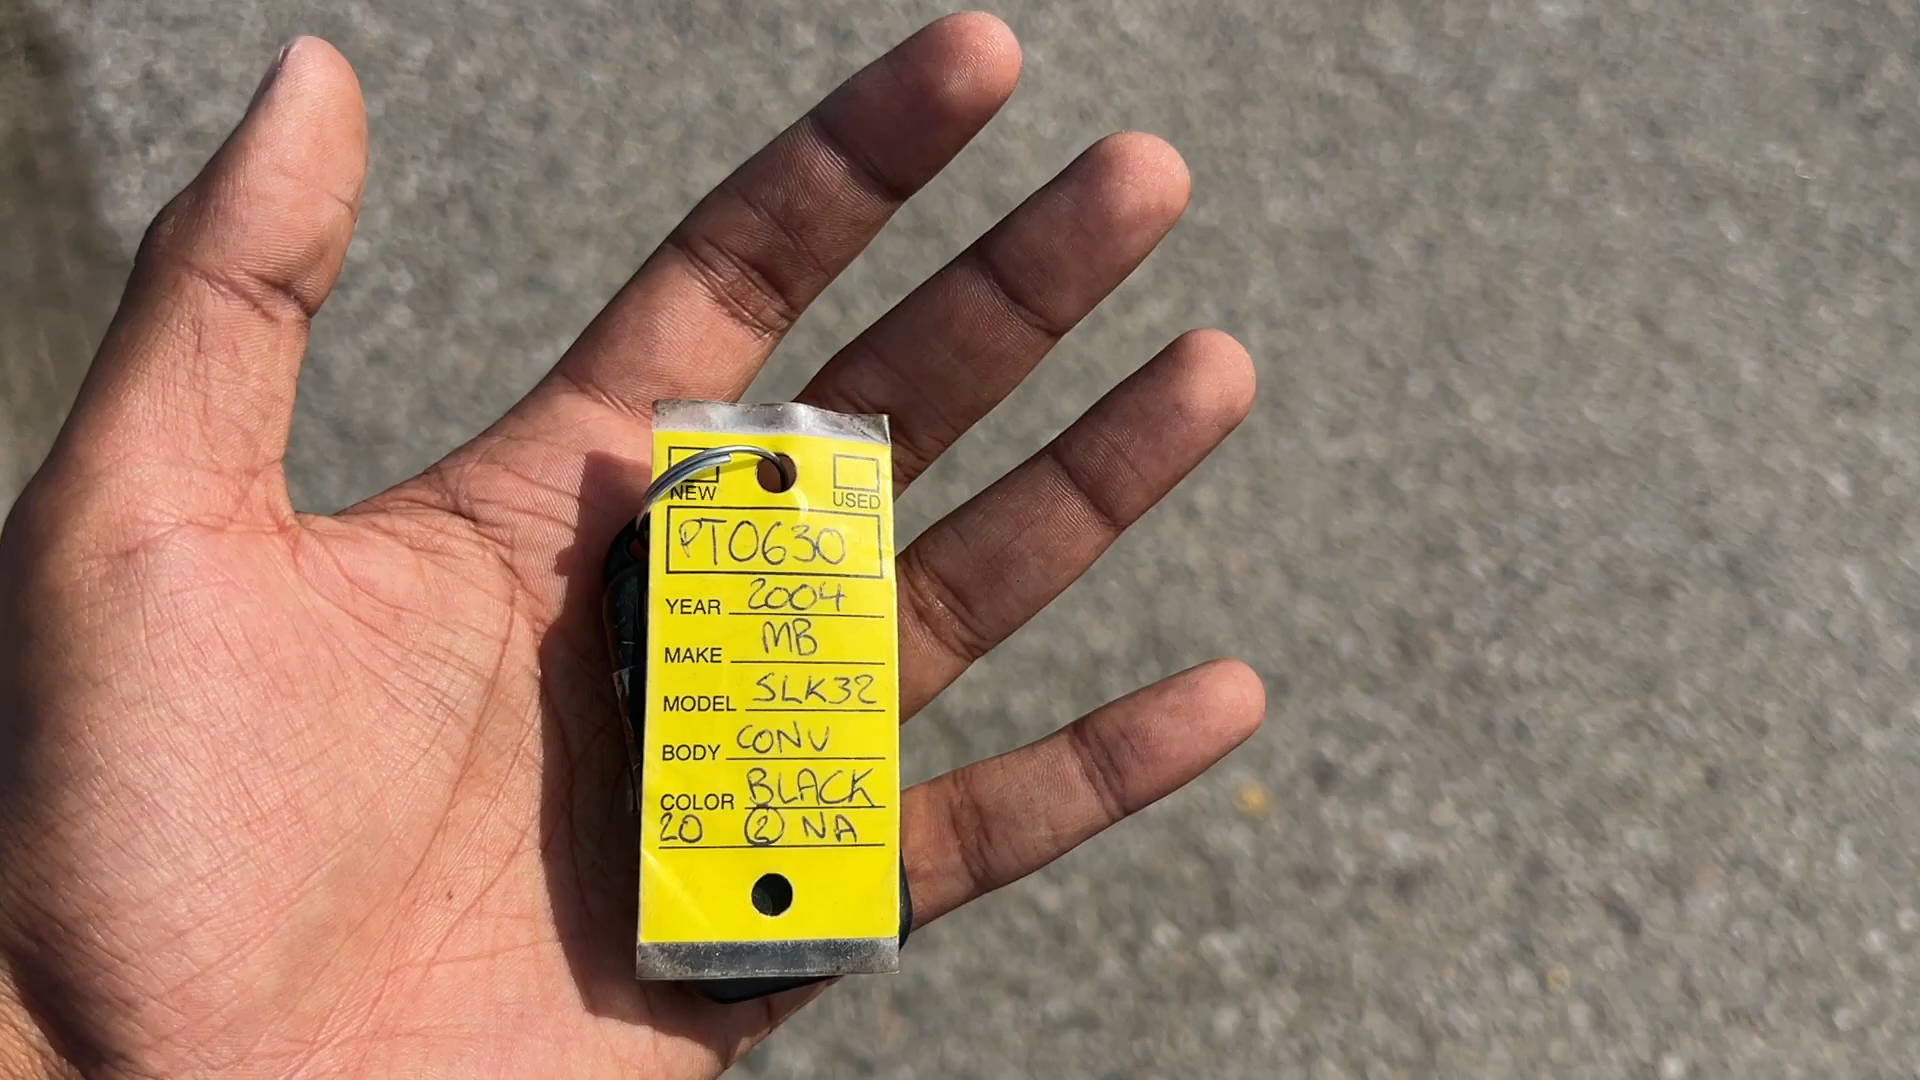 NEW USED
PT0630
YEAR 2004
MAKE MB
MODEL SLK32
BODY CONV
COLOR BLACK
20 ② NA